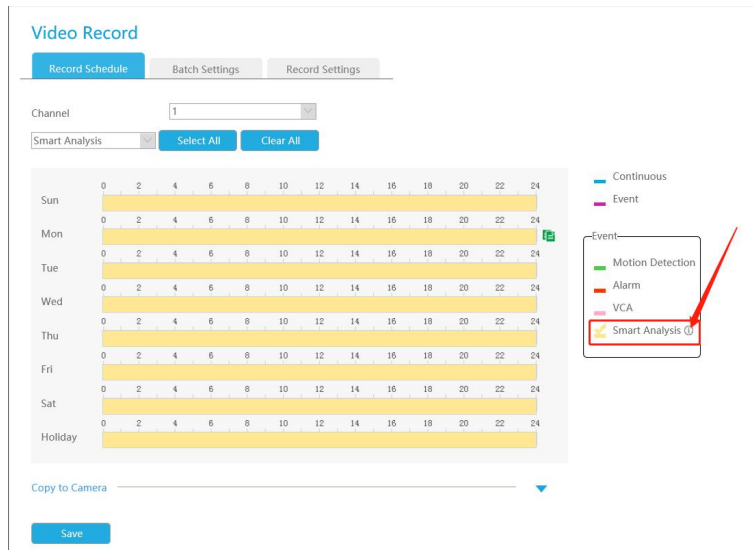 Video Record
Record Schedule Batch Settings Record Settings
Channel 1
Smart Analysis Select All Clear All
0 2 4 6 8 10 12 14 16 18 20 22 24
Sun
0 2 4 6 8 10 12 14 16 18 20 22 24
Mon
0 2 4 6 8 10 12 14 16 18 20 22 24
Tue
0 2 4 6 8 10 12 14 16 18 20 22 24
Wed
0 2 4 6 8 10 12 14 16 18 20 22 24
Thu
0 2 4 6 8 10 12 14 16 18 20 22 24
Fri
0 2 4 6 8 10 12 14 16 18 20 22 24
Sat
0 2 4 6 8 10 12 14 16 18 20 22 24
Holiday
Continuous
Event
Event
Motion Detection
Alarm
VCA
Smart Analysis
Copy to Camera
Save